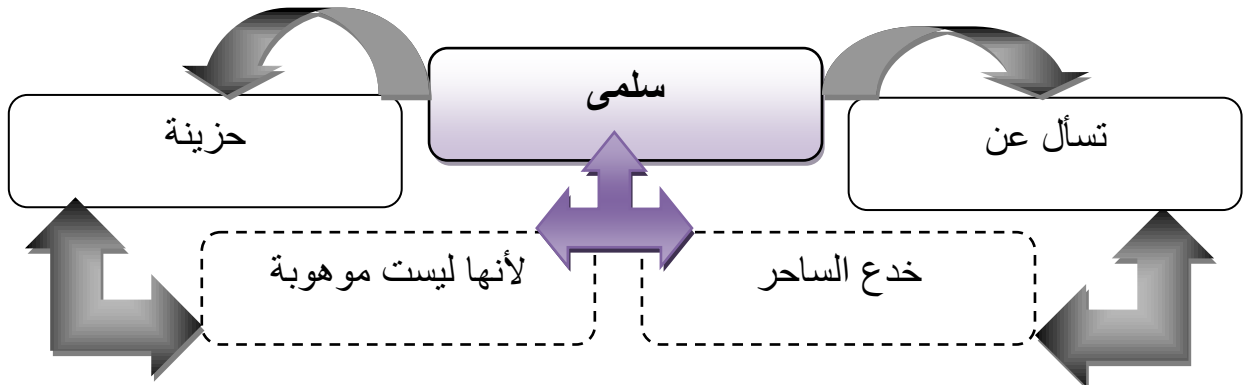 سلمى
تسأل عن
حزينة
خدع الساحر
لأنها ليست موهوبة